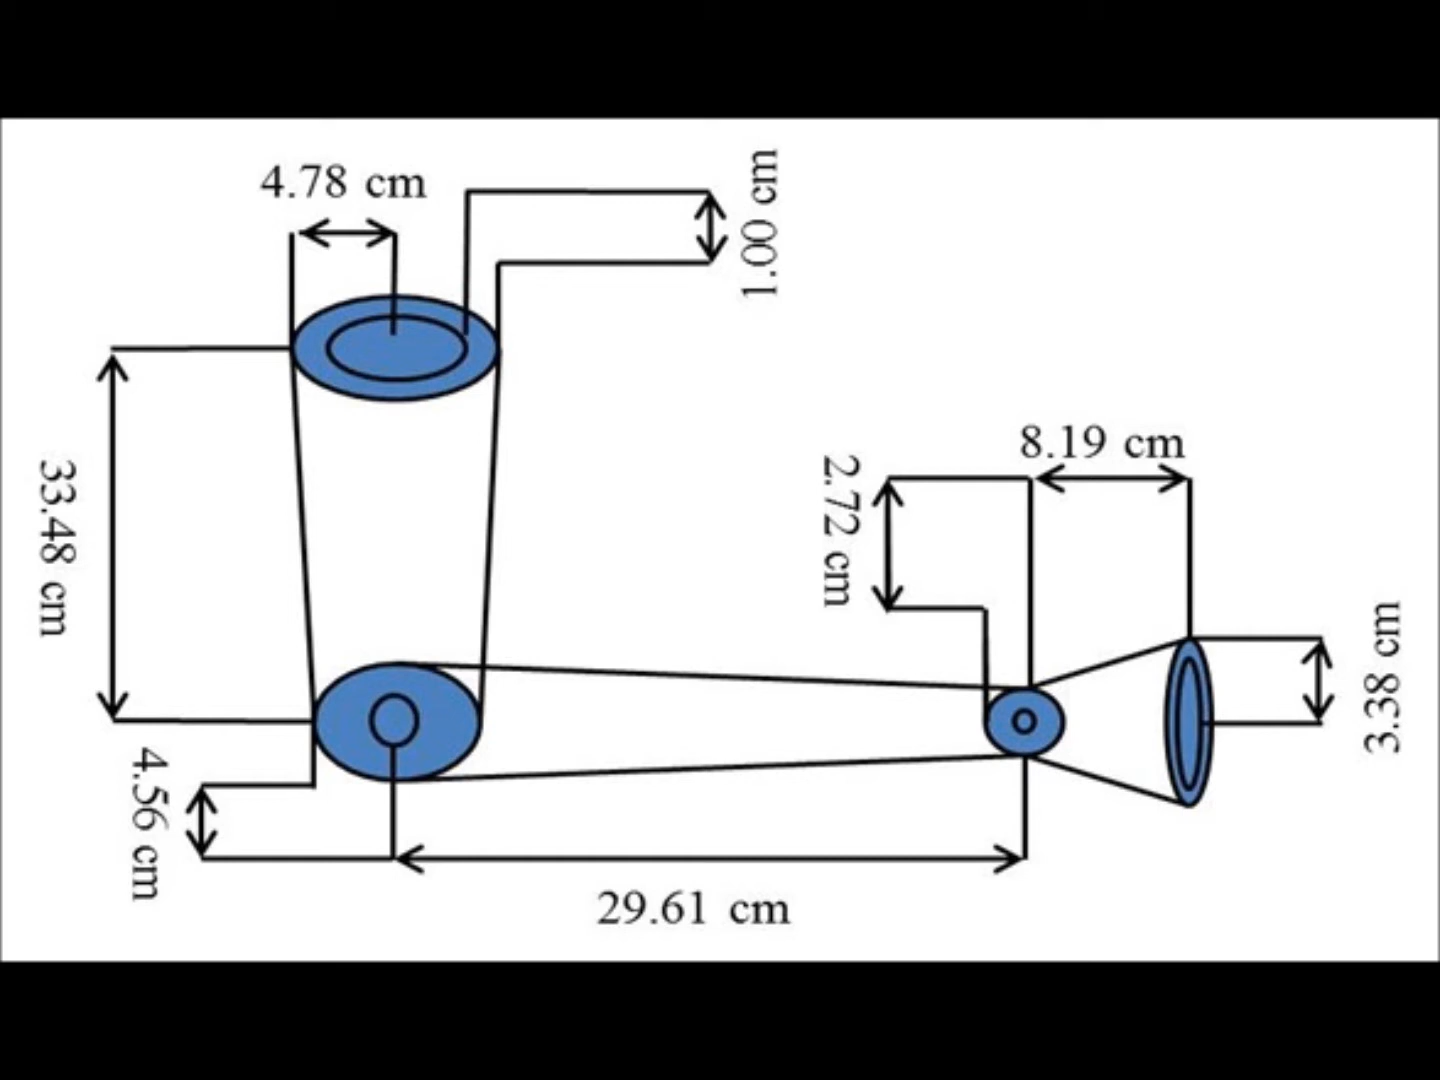 4.78 cm
1.00 cm
8.19 cm
2.72 cm
33.48 cm
3.38 cm
4.56 cm
29.61 cm